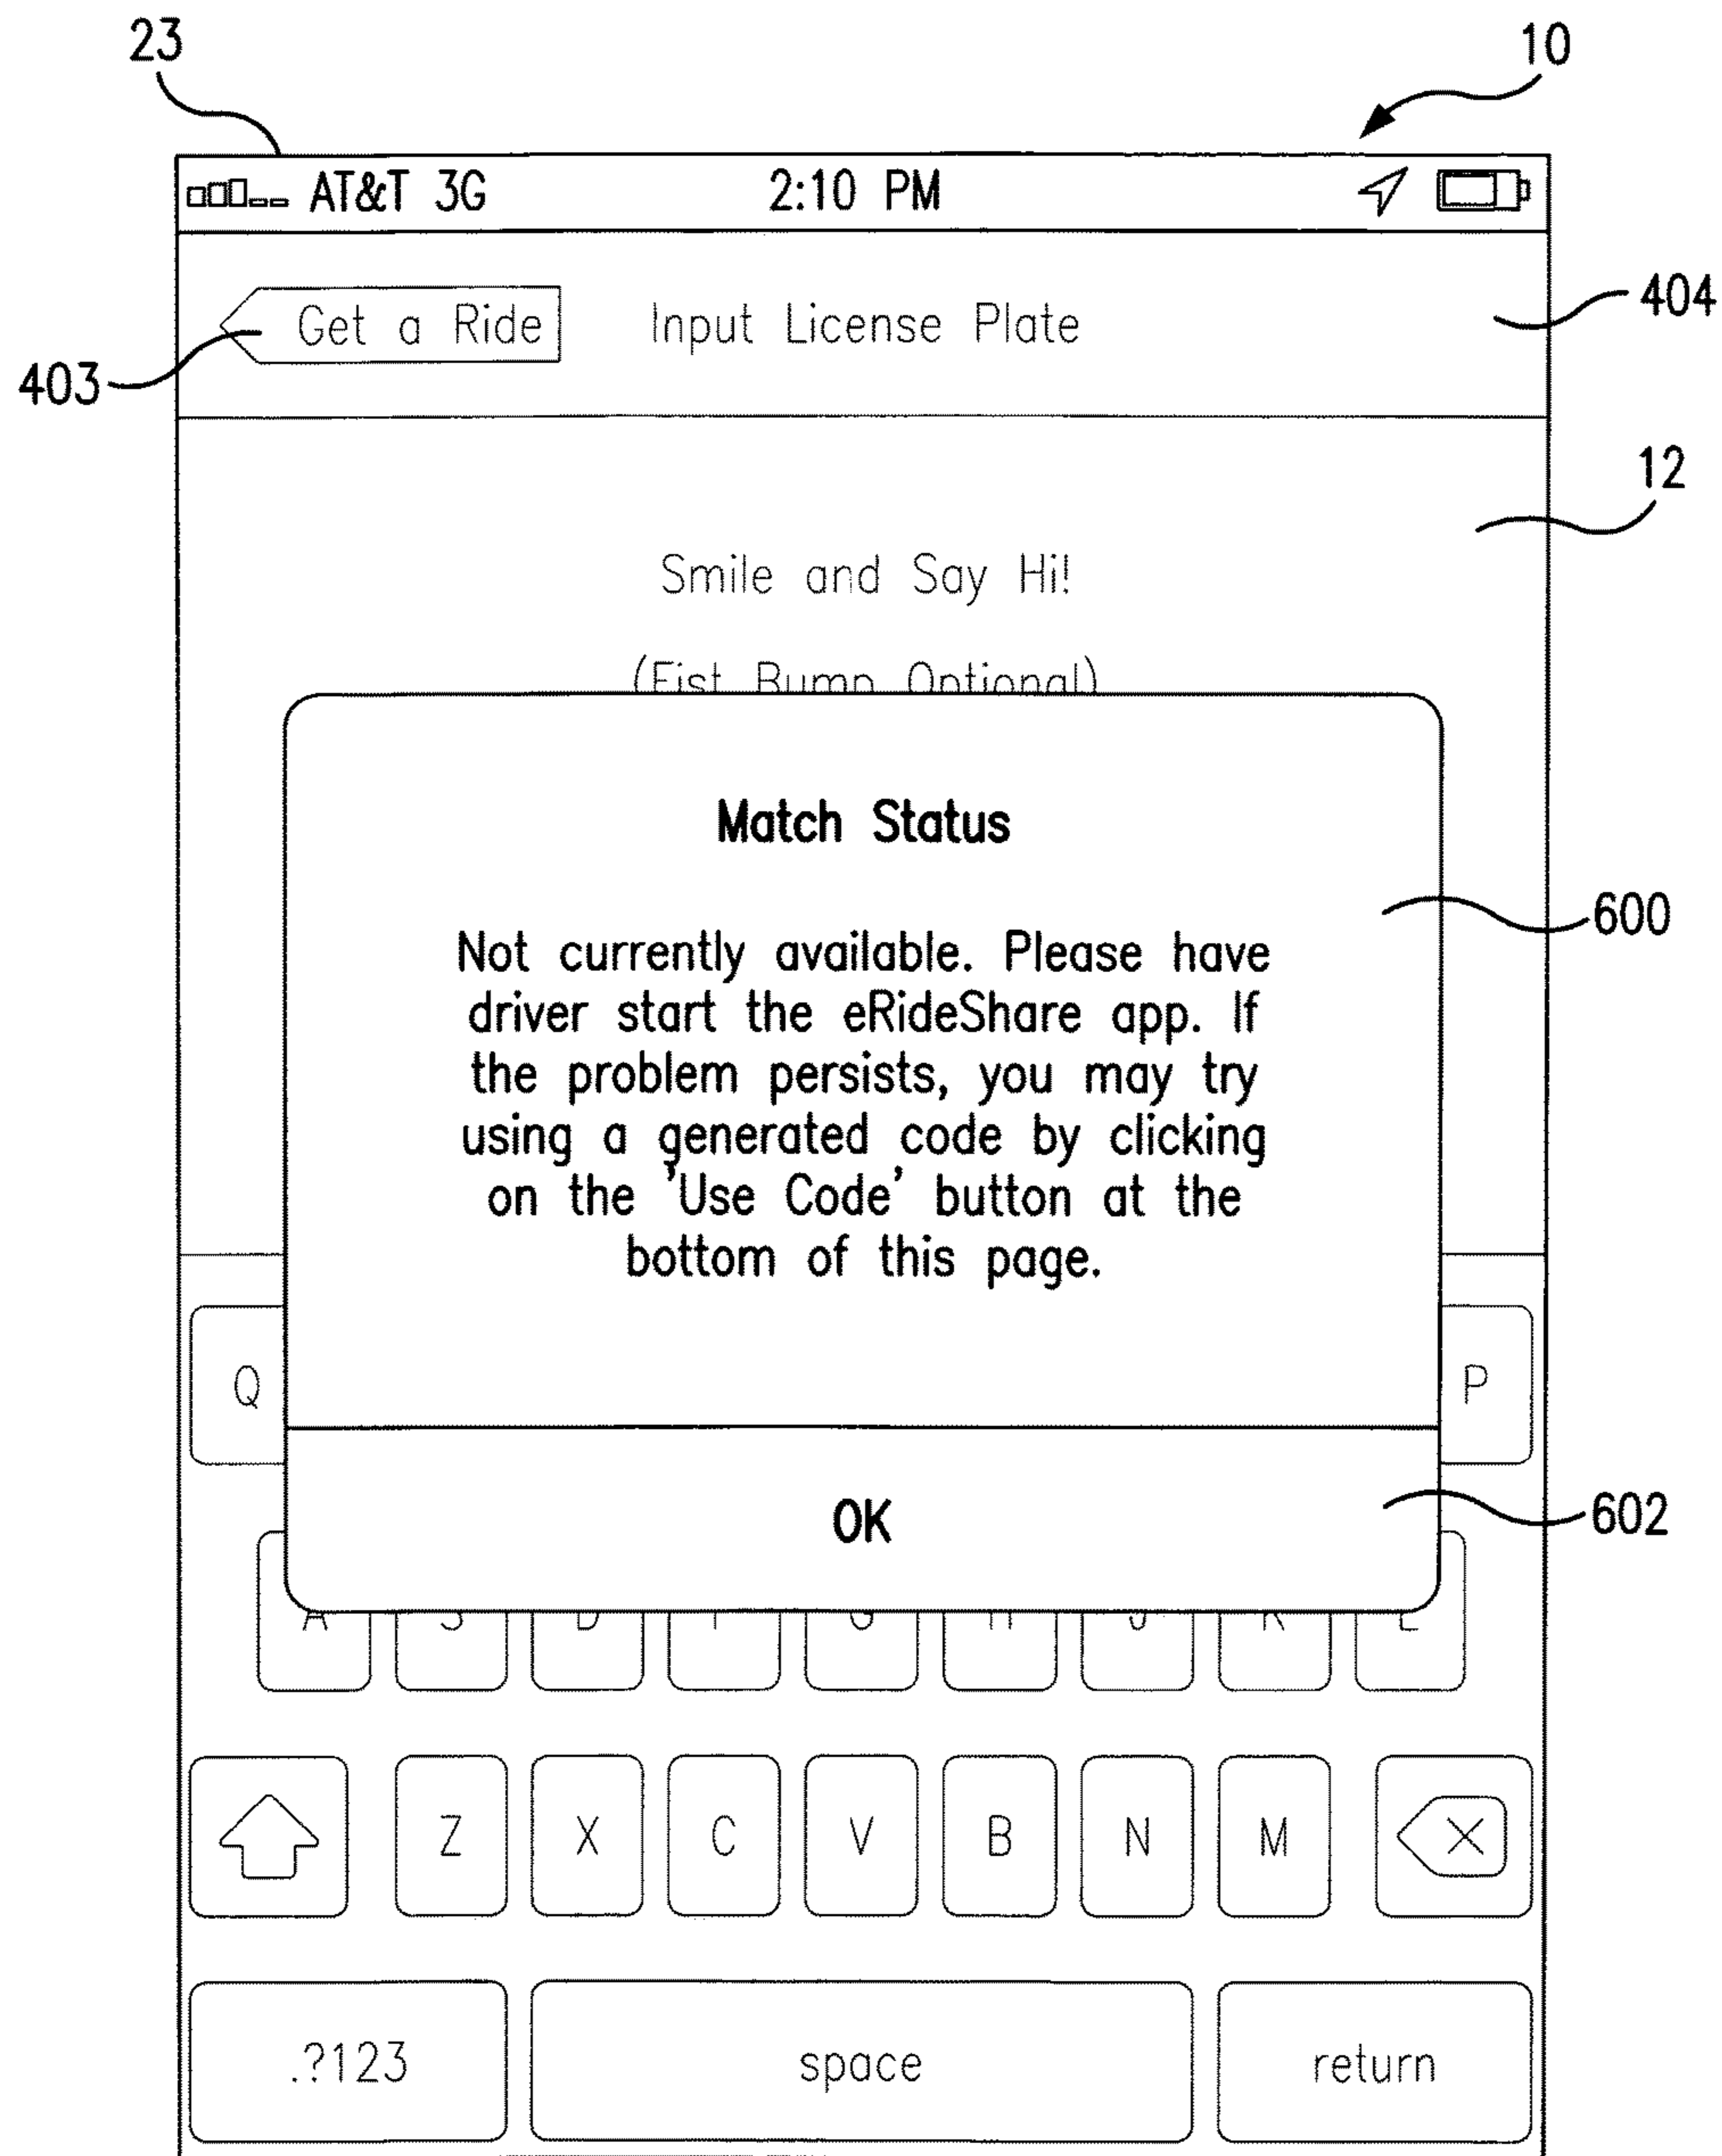 23
10
AT&T 3G 2:10 PM
Get a Ride Input License Plate
404
403
12
Smile and Say Hi!
(Fist Bump Optional)
Match Status
600
Not currently available. Please have
driver start the eRideShare app. If
the problem persists, you may try
using a generated code by clicking
on the 'Use Code' button at the
bottom of this page.
Q P
OK
602
A S D F G H J K L
Z X C V B N M
.?123 space return